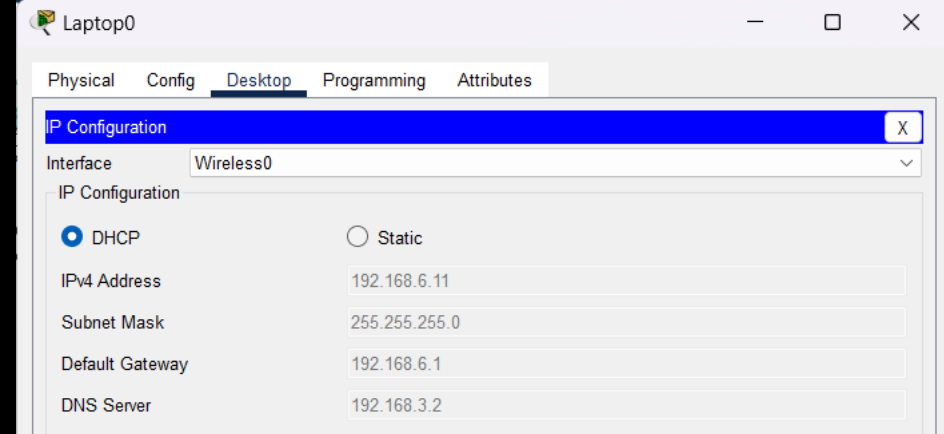 Laptop0
Physical Config Desktop Programming Attributes
IP Configuration X
Interface Wireless0
IP Configuration
DHCP Static
IPv4 Address 192.168.6.11
Subnet Mask 255.255.255.0
Default Gateway 192.168.6.1
DNS Server 192.168.3.2